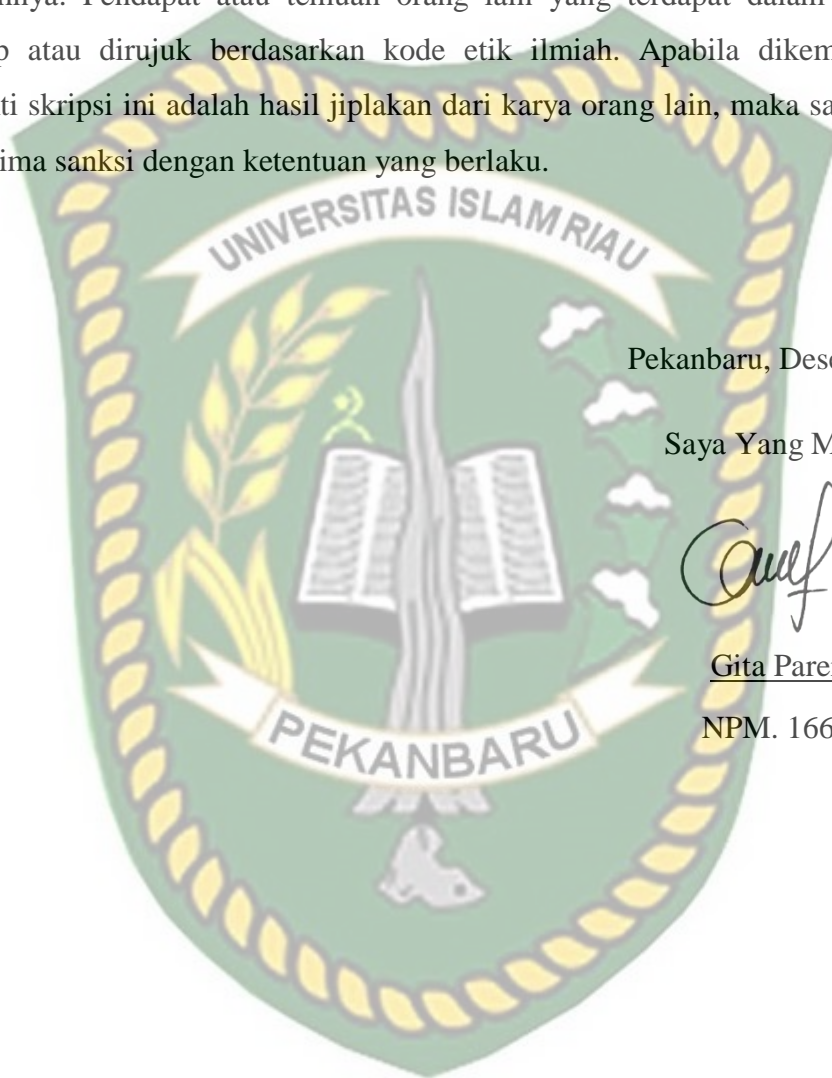 nnya. Pendapat atau temuan orang lain yang terdapat dalam
p atau dirujuk berdasarkan kode etik ilmiah. Apabila dikem
ti skripsi ini adalah hasil jiplakan dari karya orang lain, maka sa
ima sanksi dengan ketentuan yang berlaku.
UNIVERSITAS ISLAM RIAU
Pekanbaru, Dese
Saya Yang M
Gita Pare
NPM. 166
PEKANBARU